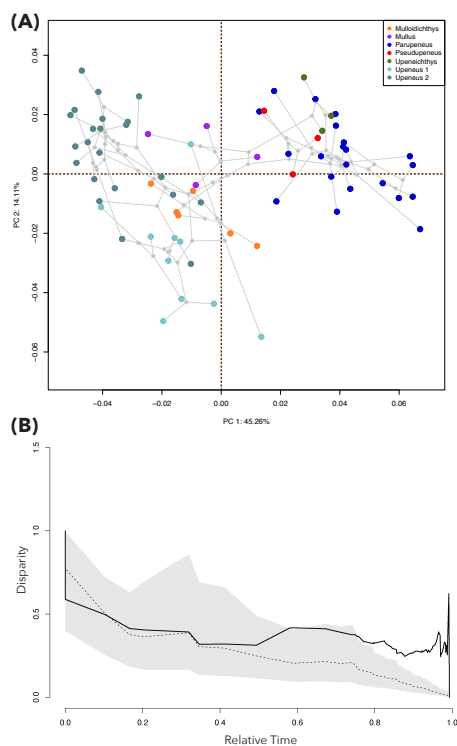 (A)
Mulloidichthys
Mullus
Parupeneus
Pseudupeneus
Upeneichthys
Upeneus 1
Upeneus 2
0.04
0.02
0.00
−0.02
−0.04
−0.06
PC 2: 14.11%
−0.04 −0.02 0.00 0.02 0.04 0.06
PC 1: 45.26%
(B)
1.5
1.0
0.5
0.0
Disparity
0.0 0.2 0.4 0.6 0.8 1.0
Relative Time